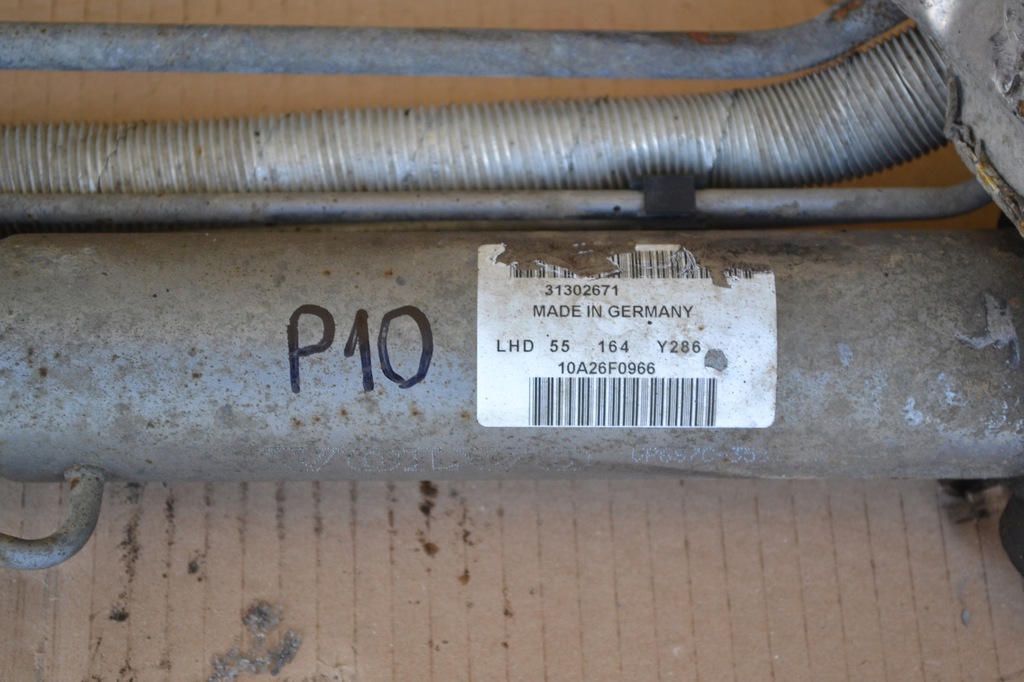 31302671
MADE IN GERMANY
LHD 55 164 Y286
10A26F0966
P10